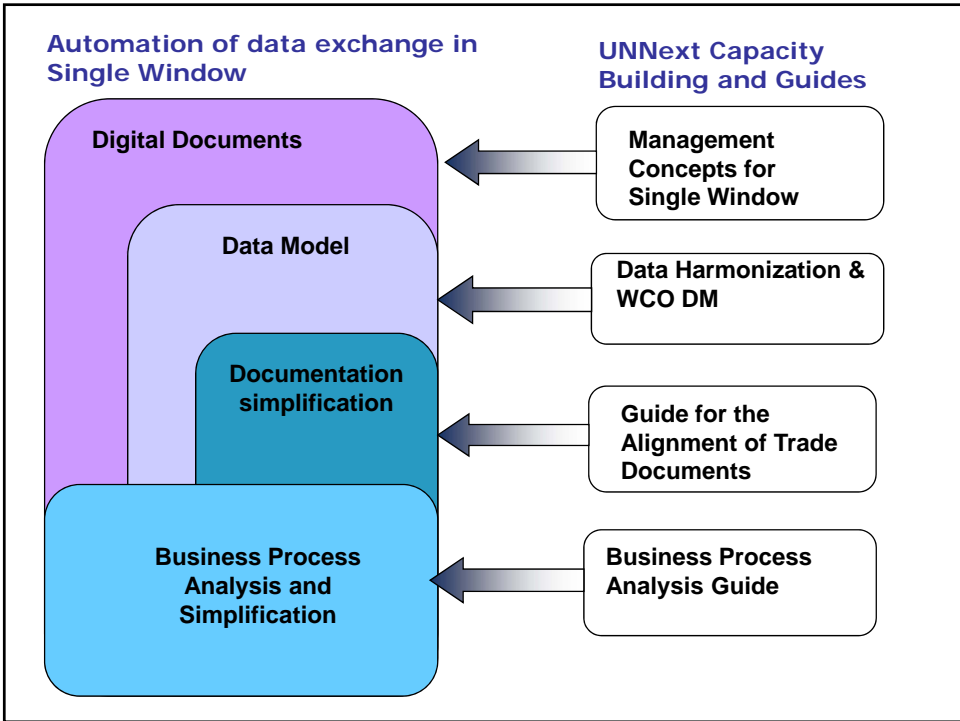 Automation of data exchange in
Single Window
Digital Documents
Data Model
Documentation
simplification
Business Process
Analysis and
Simplification
UNNext Capacity
Building and Guides
Management
Concepts for
Single Window
Data Harmonization &
WCO DM
Guide for the
Alignment of Trade
Documents
Business Process
Analysis Guide